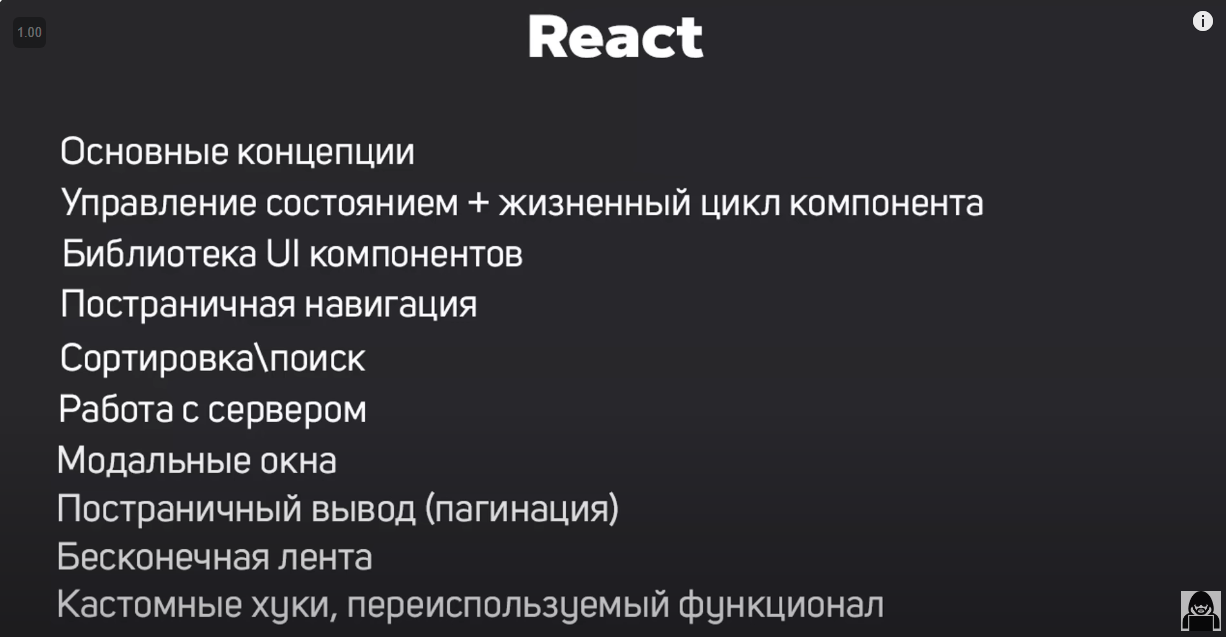 1.00
React
Основные концепции
Управление состоянием + жизненный цикл компонента
Библиотека UI компонентов
Постраничная навигация
Сортировка\поиск
Работа с сервером
Модальные окна
Постраничный вывод (пагинация)
Бесконечная лента
Кастомные хуки, переиспользуемый функционал